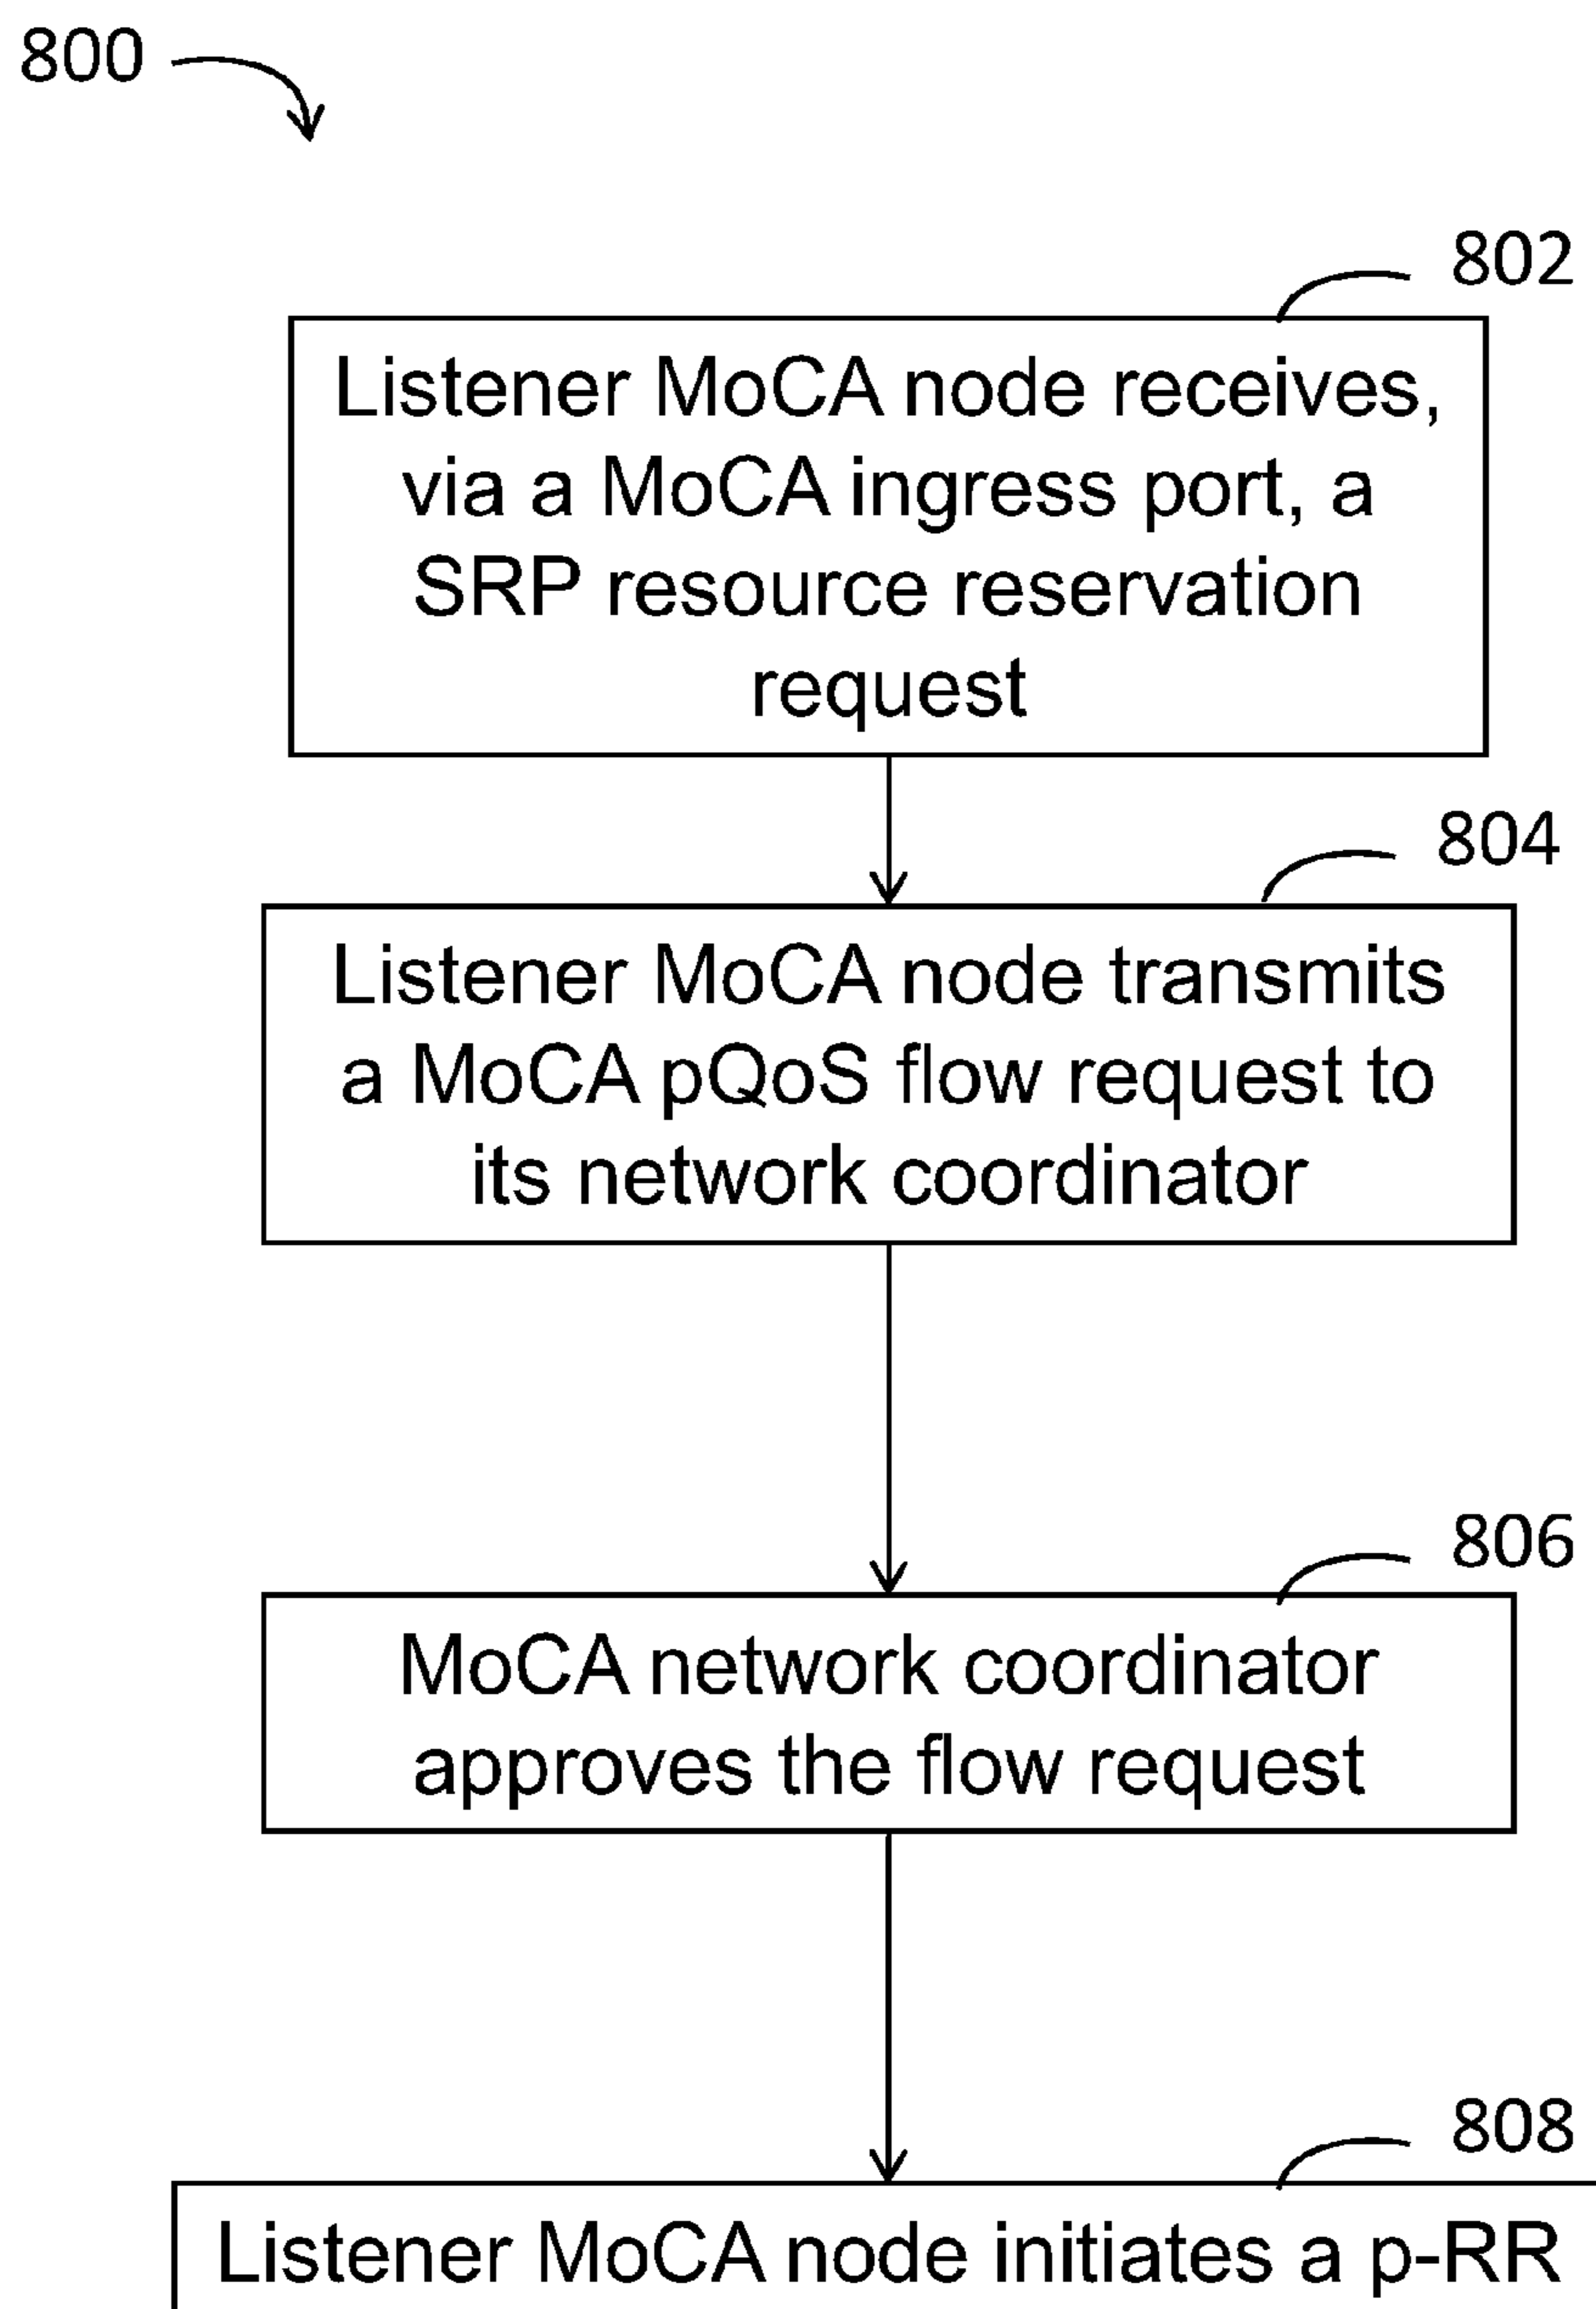 800
802
Listener MoCA node receives,
via a MoCA ingress port, a
SRP resource reservation
request
804
Listener MoCA node transmits
a MoCA pQoS flow request to
its network coordinator
806
MoCA network coordinator
approves the flow request
808
Listener MoCA node initiates a p-RR